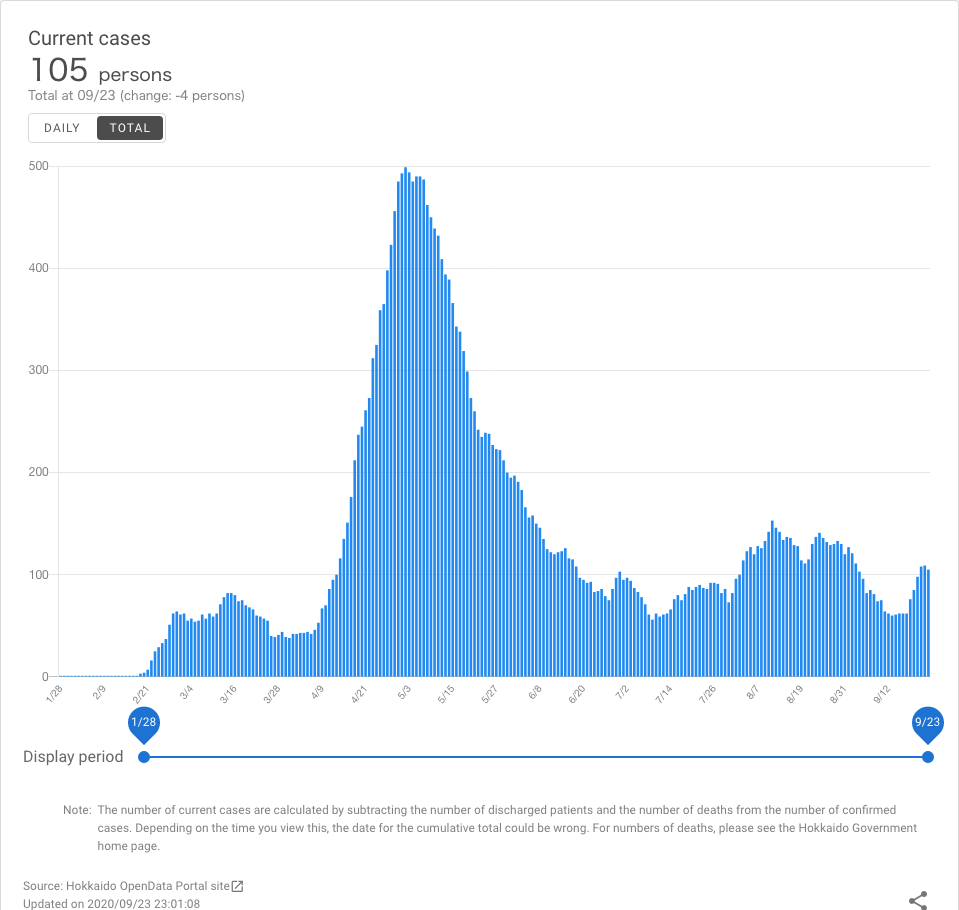 Current cases
105 persons
Total at 09/23 (change: -4 persons)
DAILY TOTAL
500
400
300
200
100
0
1/28 2/9 2/21 3/4 3/16 3/28 4/9 4/21 5/3 5/15 5/27 6/8 6/20 7/2 7/14 7/26 8/7 8/19 8/31 9/12
1/28 9/23
Display period
Note: The number of current cases are calculated by subtracting the number of discharged patients and the number of deaths from the number of confirmed
cases. Depending on the time you view this, the date for the cumulative total could be wrong. For numbers of deaths, please see the Hokkaido Government
home page.
Source: Hokkaido OpenData Portal site
Updated on 2020/09/23 23:01:08